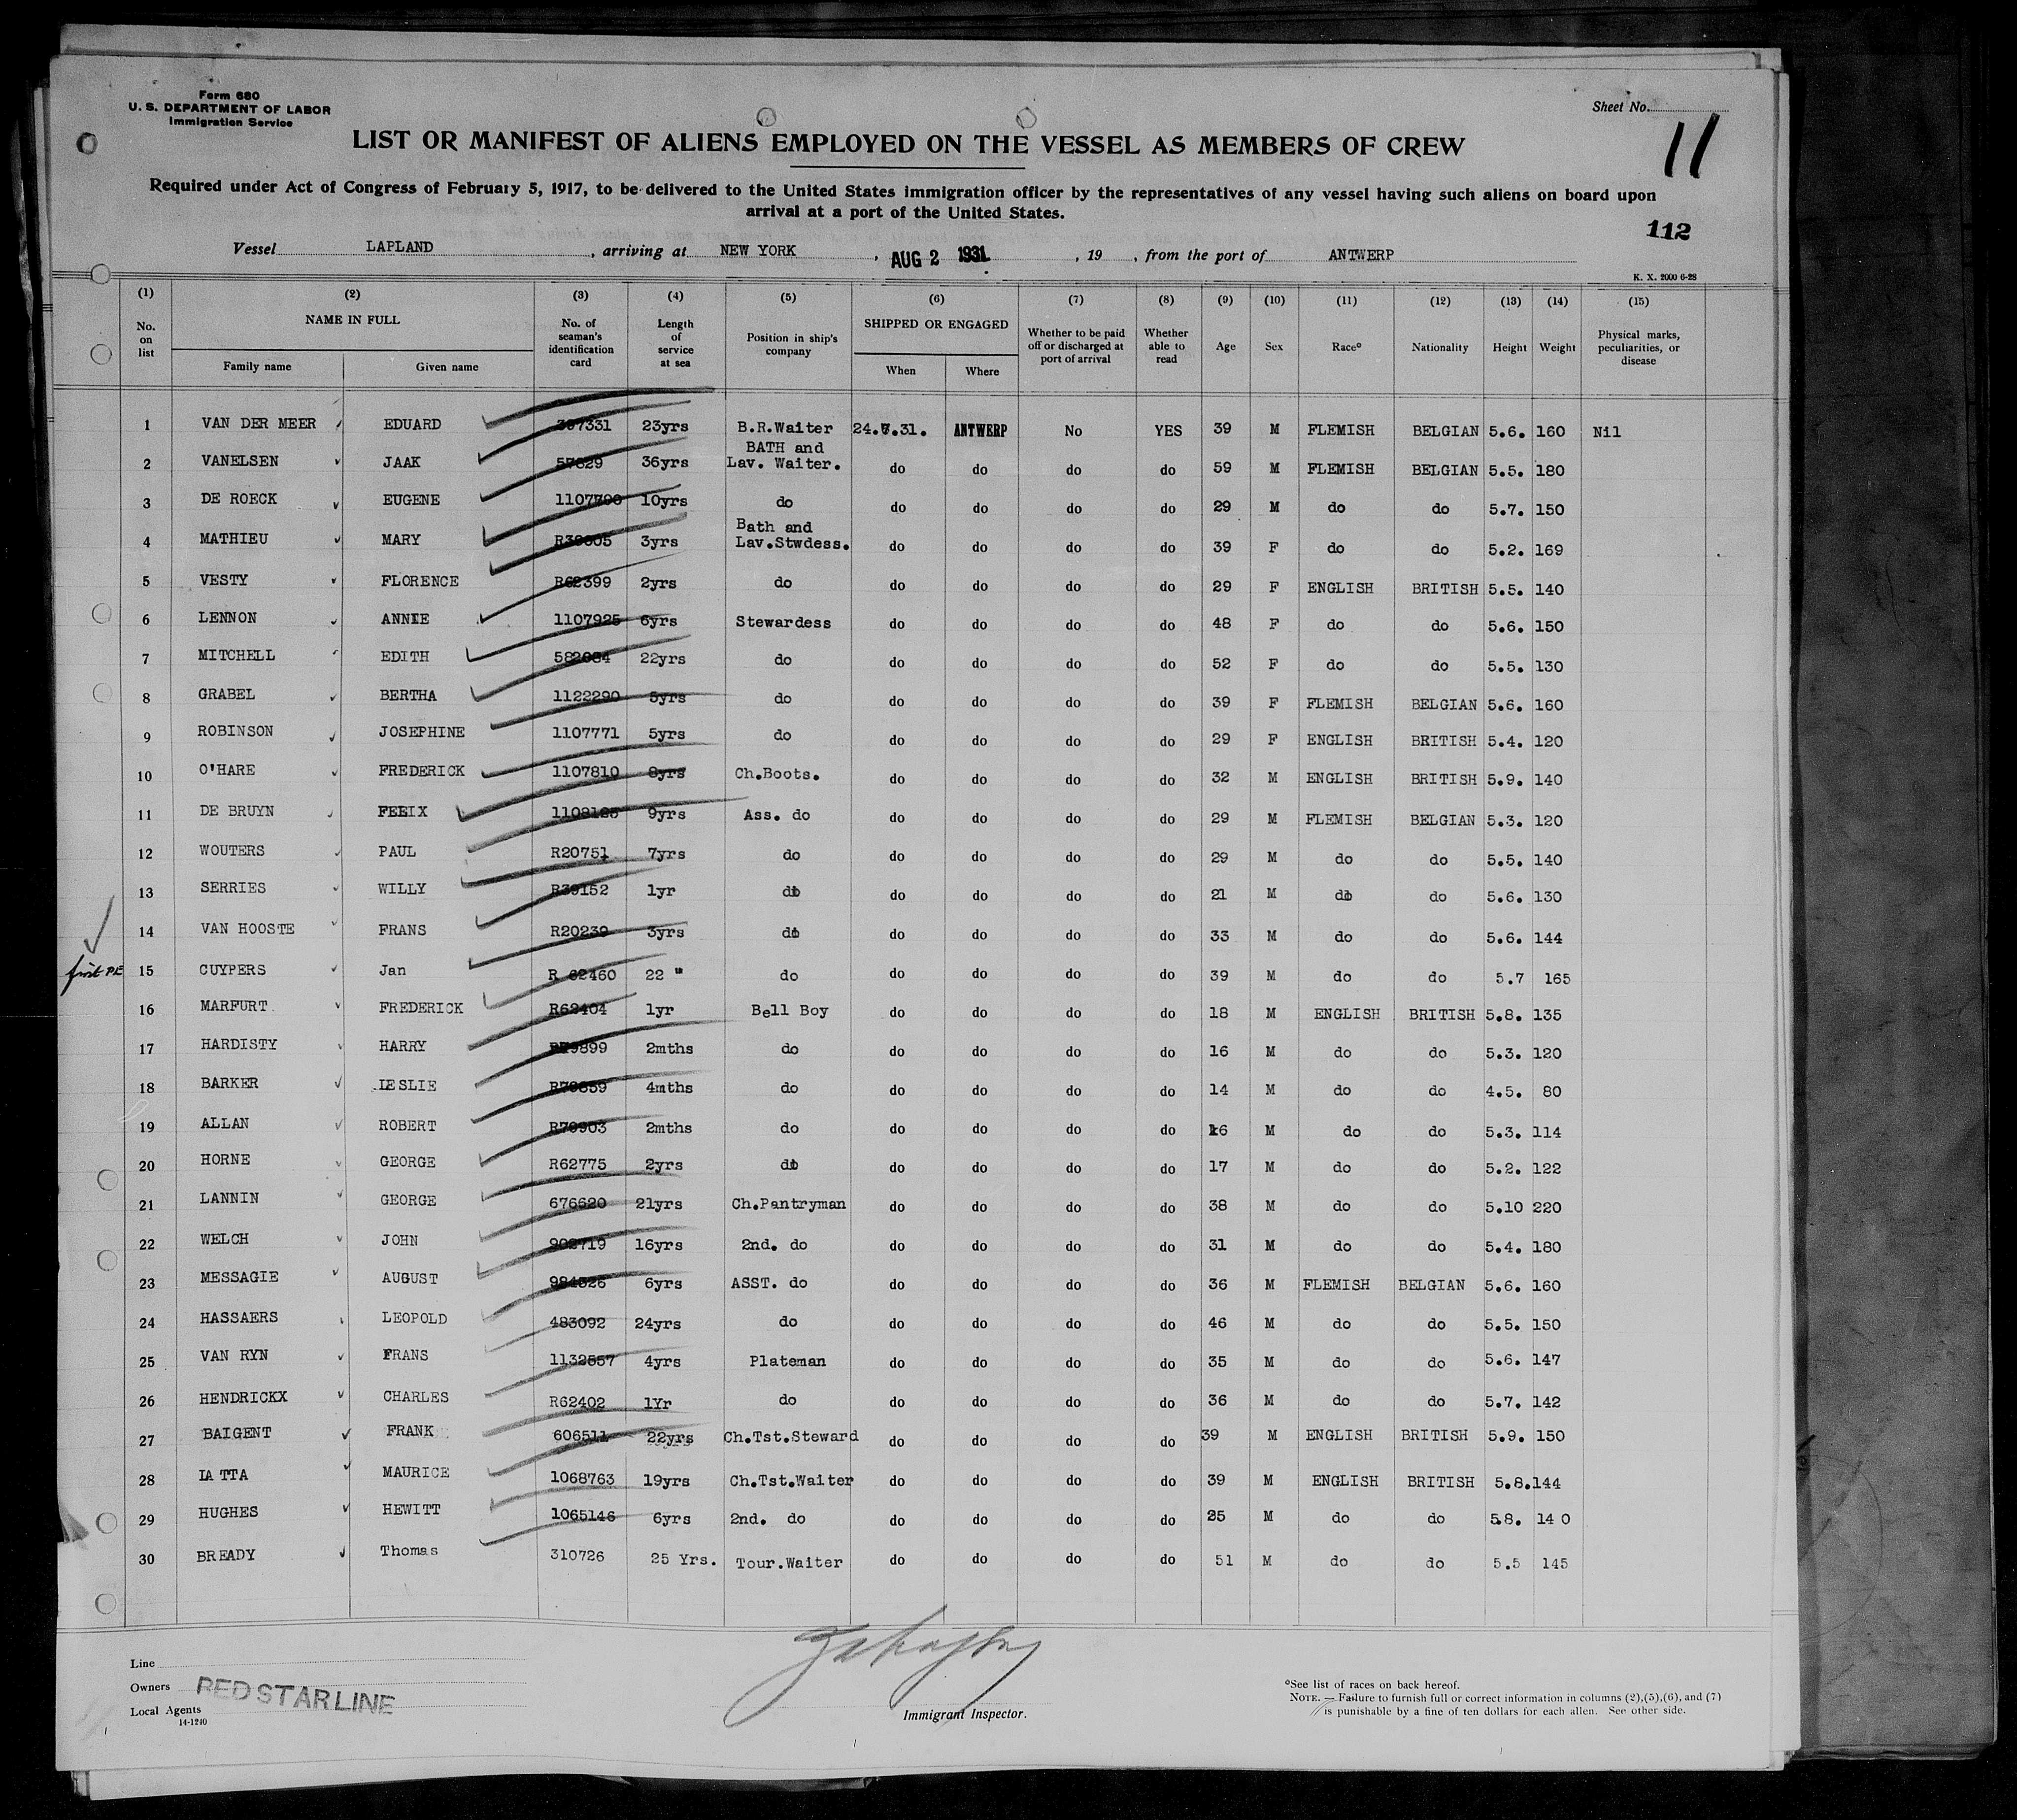 Form 680
U. S. DEPARTMENT OF LABOR
Immigration Service
Sheet No.
11
LIST OR MANIFEST OF ALIENS EMPLOYED ON THE VESSEL AS MEMBERS OF CREW
Required under Act of Congress of February 5, 1917, to be delivered to the United States immigration officer by the representatives of any vessel having such aliens on board upon
arrival at a port of the United States.
112
Vessel LAPLAND, arriving at NEW YORK, AUG 2 1931, 19 , from the port of ANTWERP
K. X. 2000 6-28
(1) (2) (3) (4) (5) (6) (7) (8) (9) (10) (11) (12) (13) (14) (15)
No. on list NAME IN FULL Family name Given name No. of seaman's identification card Length of service at sea Position in ship's company SHIPPED OR ENGAGED When Where Whether to be paid off or discharged at port of arrival Whether able to read Age Sex Race° Nationality Height Weight Physical marks, peculiarities, or disease
1 VAN DER MEER EDUARD 23yrs B.R.Waiter 24.7.31. ANTWERP No YES 39 M FLEMISH BELGIAN 5.6. 160 Nil
2 VANELSEN JAAK 36yrs BATH and Lav. Waiter. do do do do 59 M FLEMISH BELGIAN 5.5. 180
3 DE ROECK EUGENE 1107790 10yrs do do do do do 29 M do do 5.7. 150
4 MATHIEU MARY 3yrs Bath and Lav.Stwdess. do do do do 39 F do do 5.2. 169
5 VESTY FLORENCE R62399 2yrs do do do do do 29 F ENGLISH BRITISH 5.5. 140
6 LENNON ANNIE 1107925 6yrs Stewardess do do do do 48 F do do 5.6. 150
7 MITCHELL EDITH 22yrs do do do do do 52 F do do 5.5. 130
8 GRABEL BERTHA 1122290 5yrs do do do do do 39 F FLEMISH BELGIAN 5.6. 160
9 ROBINSON JOSEPHINE 1107771 5yrs do do do do do 29 F ENGLISH BRITISH 5.4. 120
10 O'HARE FREDERICK 1107810 8yrs Ch.Boots. do do do do 32 M ENGLISH BRITISH 5.9. 140
11 DE BRUYN FELIX 9yrs Ass. do do do do do 29 M FLEMISH BELGIAN 5.3. 120
12 WOUTERS PAUL R20751 7yrs do do do do do 29 M do do 5.5. 140
13 SERRIES WILLY R39152 1yr do do do do do 21 M do do 5.6. 130
14 VAN HOOSTE FRANS R20239 3yrs do do do do do 33 M do do 5.6. 144
first PE 15 CUYPERS Jan R 62460 22 " do do do do do 39 M do do 5.7 165
16 MARFURT FREDERICK R62404 1yr Bell Boy do do do do 18 M ENGLISH BRITISH 5.8. 135
17 HARDISTY HARRY 2mths do do do do do 16 M do do 5.3. 120
18 BARKER LESLIE 4mths do do do do do 14 M do do 4.5. 80
19 ALLAN ROBERT R79903 2mths do do do do do 16 M do do 5.3. 114
20 HORNE GEORGE R62775 2yrs do do do do do 17 M do do 5.2. 122
21 LANNIN GEORGE 676620 21yrs Ch.Pantryman do do do do 38 M do do 5.10 220
22 WELCH JOHN 902719 16yrs 2nd. do do do do do 31 M do do 5.4. 180
23 MESSAGIE AUGUST 984526 6yrs ASST. do do do do do 36 M FLEMISH BELGIAN 5.6. 160
24 HASSAERS LEOPOLD 483092 24yrs do do do do do 46 M do do 5.5. 150
25 VAN RYN FRANS 1132557 4yrs Plateman do do do do 35 M do do 5.6. 147
26 HENDRICKX CHARLES R62402 1Yr do do do do do 36 M do do 5.7. 142
27 BAIGENT FRANK 606511 22yrs Ch.Tst.Steward do do do do 39 M ENGLISH BRITISH 5.9. 150
28 LATTA MAURICE 1068763 19yrs Ch.Tst.Waiter do do do do 39 M ENGLISH BRITISH 5.8.144
29 HUGHES HEWITT 1065146 6yrs 2nd. do do do do do 25 M do do 58. 14 0
30 BREADY Thomas 310726 25 Yrs. Tour.Waiter do do do do 51 M do do 5.5 145
Line
Owners RED STAR LINE
Local Agents
14-1240
Immigrant Inspector.
°See list of races on back hereof.
NOTE. — Failure to furnish full or correct information in columns (2),(5),(6), and (7)
is punishable by a fine of ten dollars for each alien. See other side.